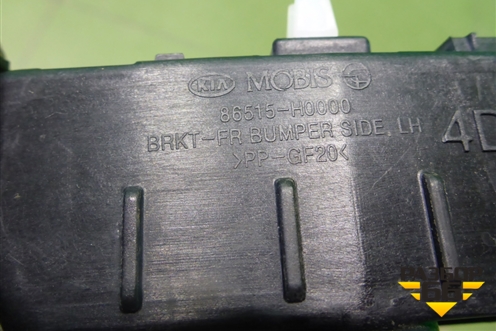 KIA MOBIS
86515-H0000
BRKT-FR BUMPER SIDE, LH
>PP-GF20<
4D